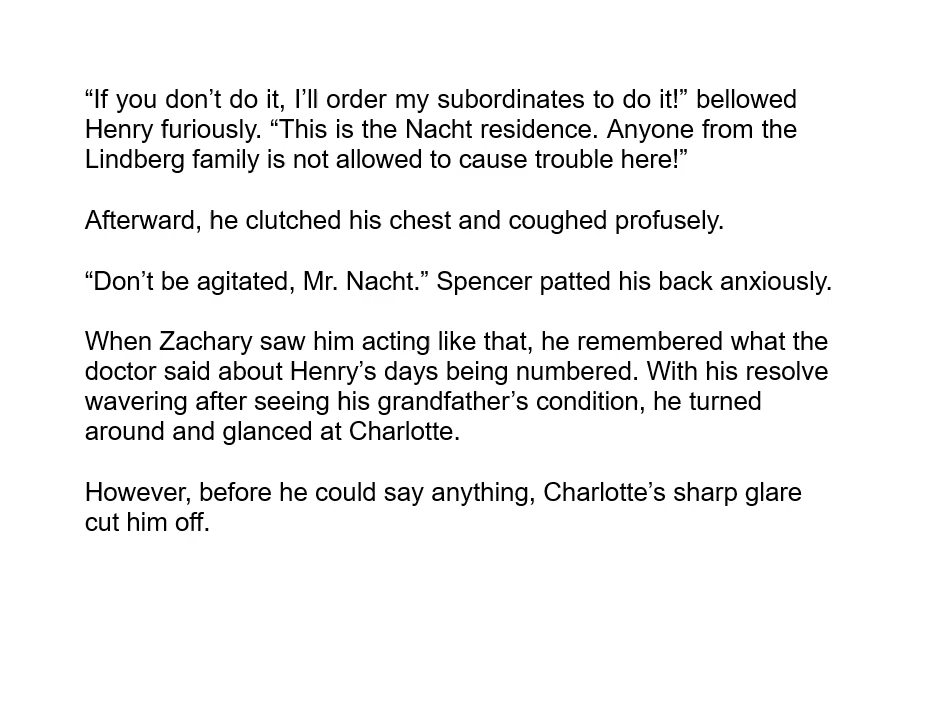 “If you don’t do it, I’ll order my subordinates to do it!” bellowed
Henry furiously. “This is the Nacht residence. Anyone from the
Lindberg family is not allowed to cause trouble here!”
Afterward, he clutched his chest and coughed profusely.
“Don’t be agitated, Mr. Nacht.” Spencer patted his back anxiously.
When Zachary saw him acting like that, he remembered what the
doctor said about Henry’s days being numbered. With his resolve
wavering after seeing his grandfather’s condition, he turned
around and glanced at Charlotte.
However, before he could say anything, Charlotte’s sharp glare
cut him off.